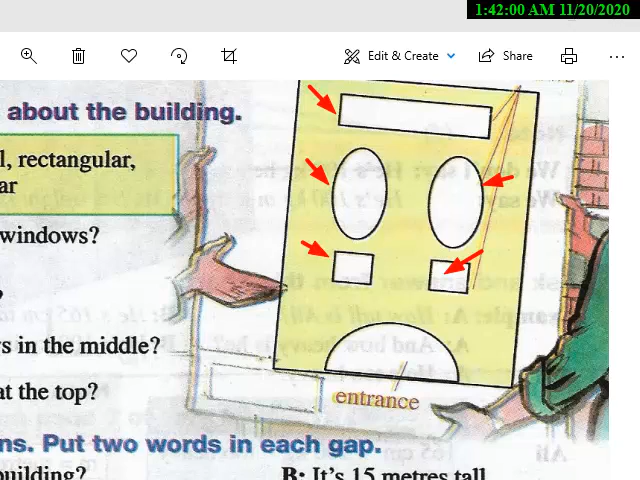 1:42:00 AM 11/20/2020
Edit & Create
Share
about the building.
l, rectangular,
ar
windows?
?
rs in the middle?
at the top?
entrance
ns. Put two words in each gap.
building?
B: It's 15 metres tall